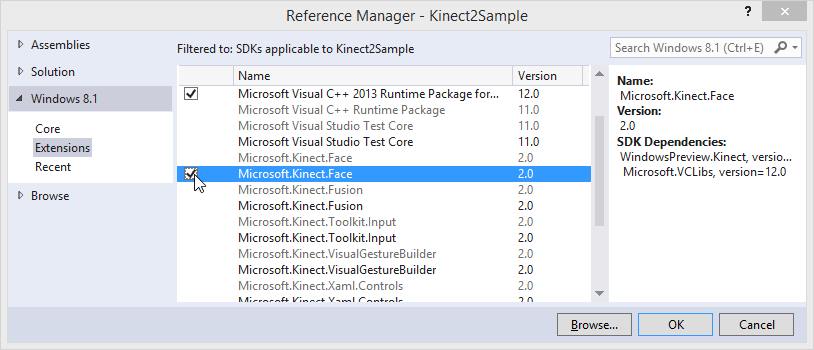 Reference Manager - Kinect2Sample
?
Assemblies
Solution
Windows 8.1
Core
Extensions
Recent
Browse
Filtered to: SDKs applicable to Kinect2Sample
Name Version
Microsoft Visual C++ 2013 Runtime Package for... 12.0
Microsoft Visual C++ Runtime Package 11.0
Microsoft Visual Studio Test Core 11.0
Microsoft Visual Studio Test Core 11.0
Microsoft.Kinect.Face 2.0
Microsoft.Kinect.Face 2.0
Microsoft.Kinect.Fusion 2.0
Microsoft.Kinect.Fusion 2.0
Microsoft.Kinect.Toolkit.Input 2.0
Microsoft.Kinect.Toolkit.Input 2.0
Microsoft.Kinect.VisualGestureBuilder 2.0
Microsoft.Kinect.VisualGestureBuilder 2.0
Microsoft.Kinect.Xaml.Controls 2.0
Microsoft.Kinect.Xaml.Controls 2.0
Search Windows 8.1 (Ctrl+E)
Name:
Microsoft.Kinect.Face
Version:
2.0
SDK Dependencies:
WindowsPreview.Kinect, versio...
Microsoft.VCLibs, version=12.0
Browse... OK Cancel